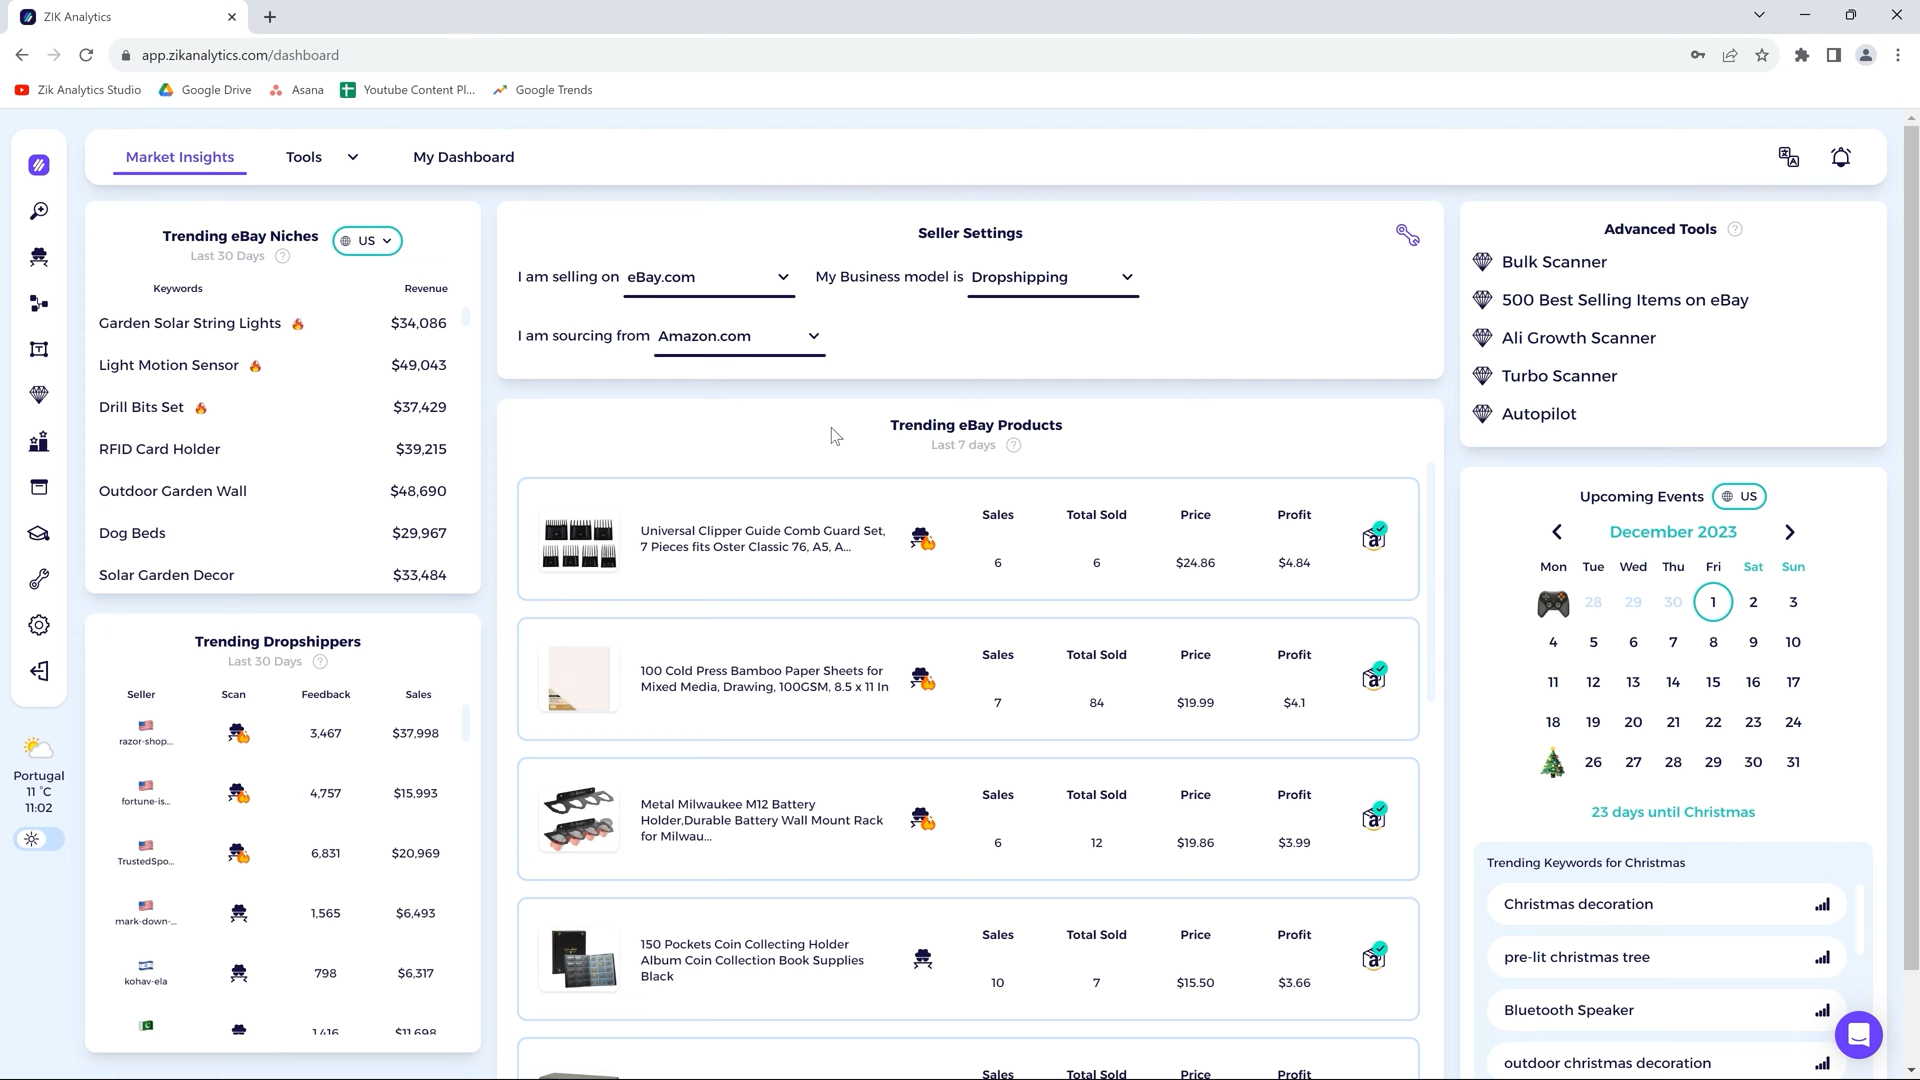 ZIK Analytics
app.zikanalytics.com/dashboard
Zik Analytics Studio
Google Drive
Asana
Youtube Content Pl...
Google Trends
Market Insights
Tools
My Dashboard
Trending eBay Niches
US
Last 30 Days
Keywords Revenue
Garden Solar String Lights $34,086
Light Motion Sensor $49,043
Drill Bits Set $37,429
RFID Card Holder $39,215
Outdoor Garden Wall $48,690
Dog Beds $29,967
Solar Garden Decor $33,484
Trending Dropshippers
Last 30 Days
Seller Scan Feedback Sales
razor-shop... 3,467 $37,998
fortune-is... 4,757 $15,993
TrustedSpo... 6,831 $20,969
mark-down-... 1,565 $6,493
kohav-ela 798 $6,317
1,416 $11,698
Portugal
11 °C
11:02
Seller Settings
I am selling on eBay.com My Business model is Dropshipping
I am sourcing from Amazon.com
Trending eBay Products
Last 7 days
Universal Clipper Guide Comb Guard Set,
7 Pieces fits Oster Classic 76, A5, A...
Sales Total Sold Price Profit
6 6 $24.86 $4.84
100 Cold Press Bamboo Paper Sheets for
Mixed Media, Drawing, 100GSM, 8.5 x 11 In
Sales Total Sold Price Profit
7 84 $19.99 $4.1
Metal Milwaukee M12 Battery
Holder,Durable Battery Wall Mount Rack
for Milwau...
Sales Total Sold Price Profit
6 12 $19.86 $3.99
150 Pockets Coin Collecting Holder
Album Coin Collection Book Supplies
Black
Sales Total Sold Price Profit
10 7 $15.50 $3.66
Sales Total Sold Price Profit
Advanced Tools
Bulk Scanner
500 Best Selling Items on eBay
Ali Growth Scanner
Turbo Scanner
Autopilot
Upcoming Events US
December 2023
Mon Tue Wed Thu Fri Sat Sun
28 29 30 1 2 3
4 5 6 7 8 9 10
11 12 13 14 15 16 17
18 19 20 21 22 23 24
26 27 28 29 30 31
23 days until Christmas
Trending Keywords for Christmas
Christmas decoration
pre-lit christmas tree
Bluetooth Speaker
outdoor christmas decoration